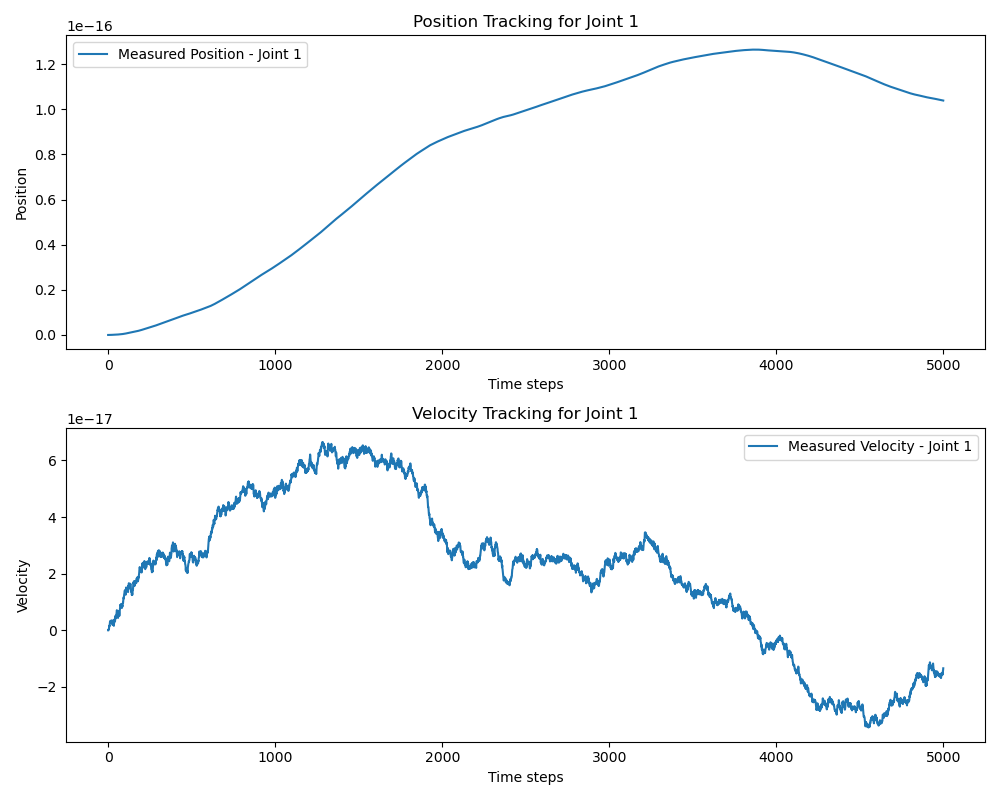 Position Tracking for Joint 1
1e−16
Measured Position - Joint 1
1.2
1.0
0.8
0.6
0.4
0.2
0.0
Position
0 1000 2000 3000 4000 5000
Time steps
Velocity Tracking for Joint 1
1e−17
Measured Velocity - Joint 1
6
4
2
0
−2
Velocity
0 1000 2000 3000 4000 5000
Time steps